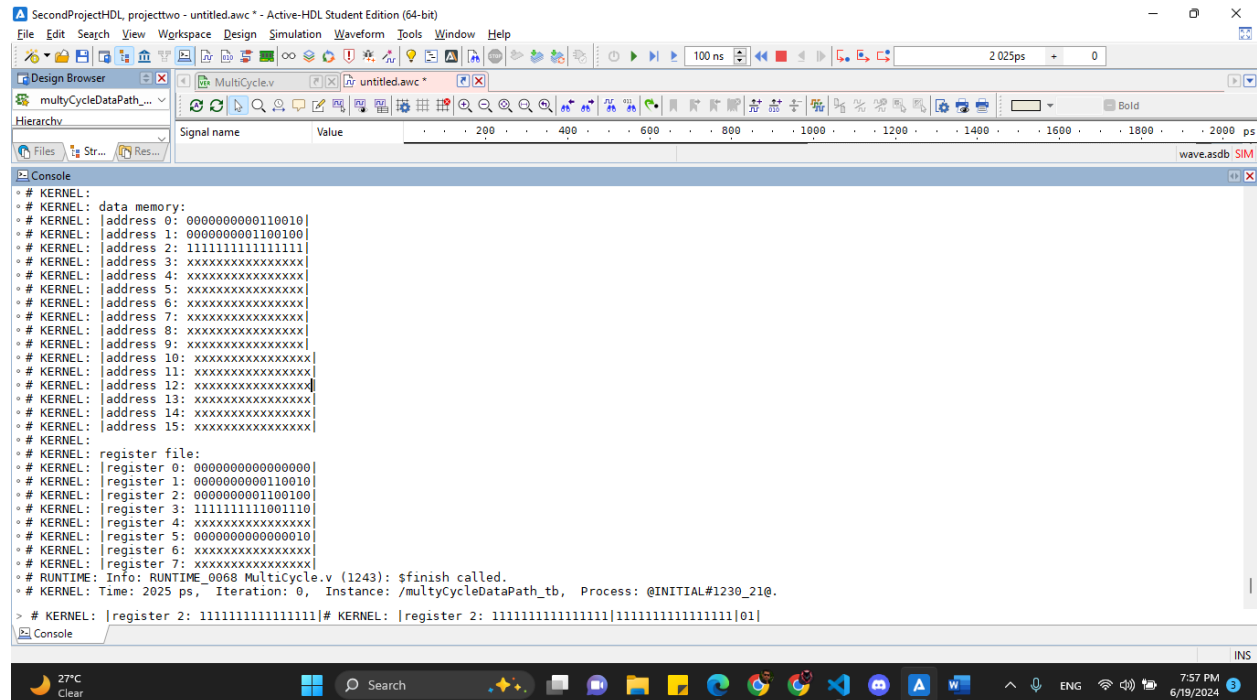 SecondProjectHDL, projecttwo - untitled.awc * - Active-HDL Student Edition (64-bit)
File Edit Search View Workspace Design Simulation Waveform Tools Window Help
100 ns 2 025ps + 0
Design Browser MultiCycle.v untitled.awc *
multyCycleDataPath_... Bold
Hierarchy
Signal name Value 200 400 600 800 1000 1200 1400 1600 1800 2000 ps
Files Str... Res... wave.asdb SIM
Console
# KERNEL:
# KERNEL: data memory:
# KERNEL: |address 0: 0000000000110010|
# KERNEL: |address 1: 0000000001100100|
# KERNEL: |address 2: 1111111111111111|
# KERNEL: |address 3: xxxxxxxxxxxxxxxx|
# KERNEL: |address 4: xxxxxxxxxxxxxxxx|
# KERNEL: |address 5: xxxxxxxxxxxxxxxx|
# KERNEL: |address 6: xxxxxxxxxxxxxxxx|
# KERNEL: |address 7: xxxxxxxxxxxxxxxx|
# KERNEL: |address 8: xxxxxxxxxxxxxxxx|
# KERNEL: |address 9: xxxxxxxxxxxxxxxx|
# KERNEL: |address 10: xxxxxxxxxxxxxxxx|
# KERNEL: |address 11: xxxxxxxxxxxxxxxx|
# KERNEL: |address 12: xxxxxxxxxxxxxxxx|
# KERNEL: |address 13: xxxxxxxxxxxxxxxx|
# KERNEL: |address 14: xxxxxxxxxxxxxxxx|
# KERNEL: |address 15: xxxxxxxxxxxxxxxx|
# KERNEL:
# KERNEL: register file:
# KERNEL: |register 0: 0000000000000000|
# KERNEL: |register 1: 0000000000110010|
# KERNEL: |register 2: 0000000001100100|
# KERNEL: |register 3: 1111111111001110|
# KERNEL: |register 4: xxxxxxxxxxxxxxxx|
# KERNEL: |register 5: 0000000000000010|
# KERNEL: |register 6: xxxxxxxxxxxxxxxx|
# KERNEL: |register 7: xxxxxxxxxxxxxxxx|
# RUNTIME: Info: RUNTIME_0068 MultiCycle.v (1243): $finish called.
# KERNEL: Time: 2025 ps, Iteration: 0, Instance: /multyCycleDataPath_tb, Process: @INITIAL#1230_21@.
> # KERNEL: |register 2: 1111111111111111|# KERNEL: |register 2: 1111111111111111|1111111111111111|01|
Console
INS
27°C
Clear
Search
ENG
7:57 PM
6/19/2024
3